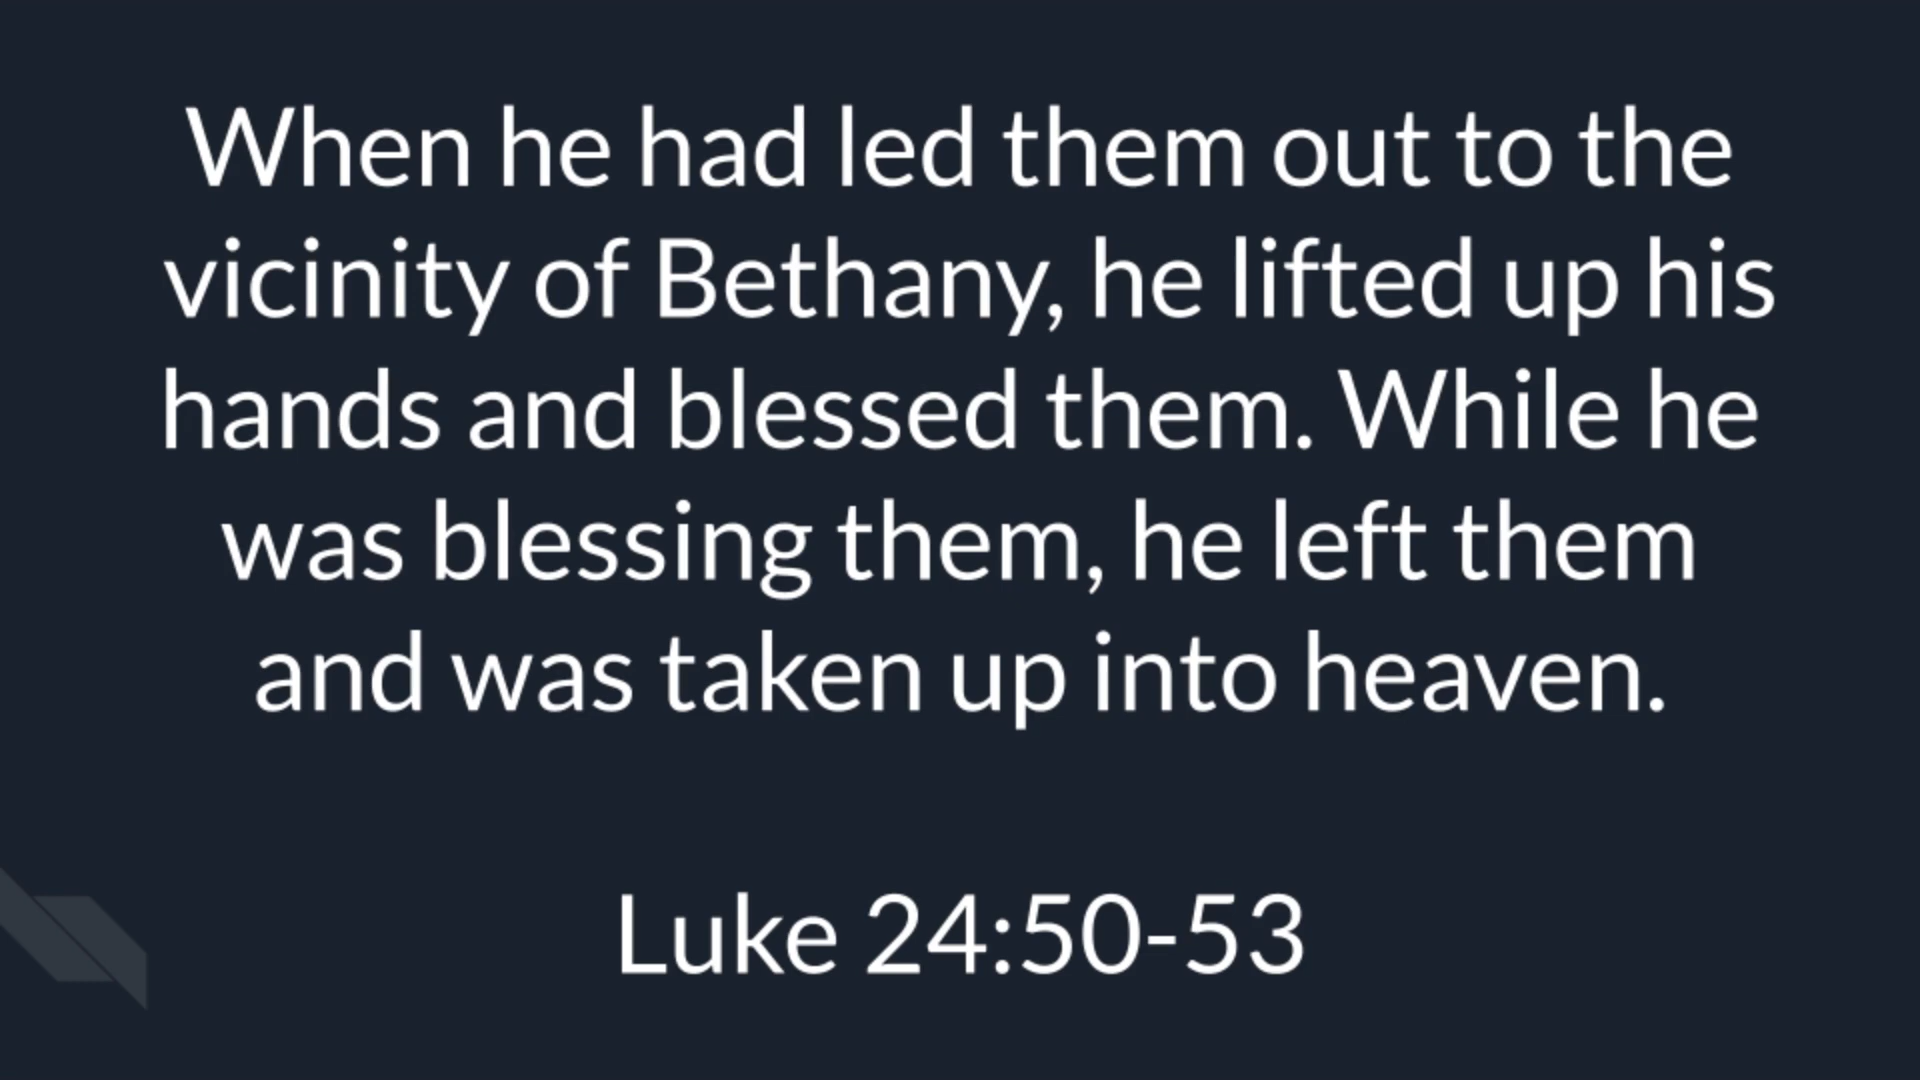 When he had led them out to the
vicinity of Bethany, he lifted up his
hands and blessed them. While he
was blessing them, he left them
and was taken up into heaven.
Luke 24:50-53